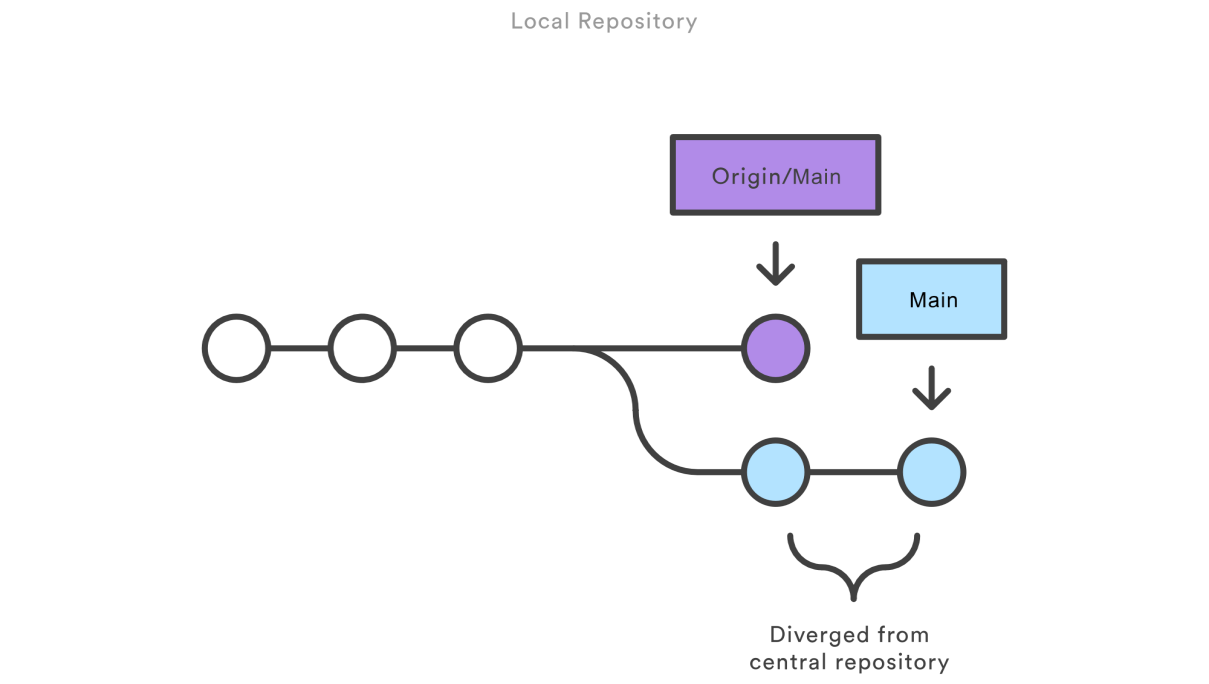 Local Repository
Origin/Main
Main
Diverged from
central repository